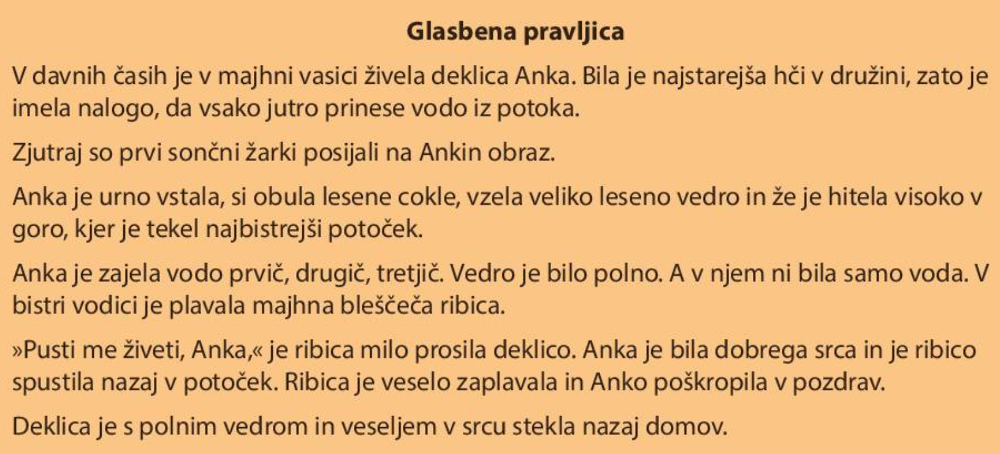 Glasbena pravljica
V davnih časih je v majhni vasici živela deklica Anka. Bila je najstarejša hči v družini, zato je
imela nalogo, da vsako jutro prinese vodo iz potoka.
Zjutraj so prvi sončni žarki posijali na Ankin obraz.
Anka je urno vstala, si obula lesene cokle, vzela veliko leseno vedro in že je hitela visoko v
goro, kjer je tekel najbistrejši potoček.
Anka je zajela vodo prvič, drugič, tretjič. Vedro je bilo polno. A v njem ni bila samo voda. V
bistri vodici je plavala majhna bleščeča ribica.
»Pusti me živeti, Anka,« je ribica milo prosila deklico. Anka je bila dobrega srca in je ribico
spustila nazaj v potoček. Ribica je veselo zaplavala in Anko poškropila v pozdrav.
Deklica je s polnim vedrom in veseljem v srcu stekla nazaj domov.